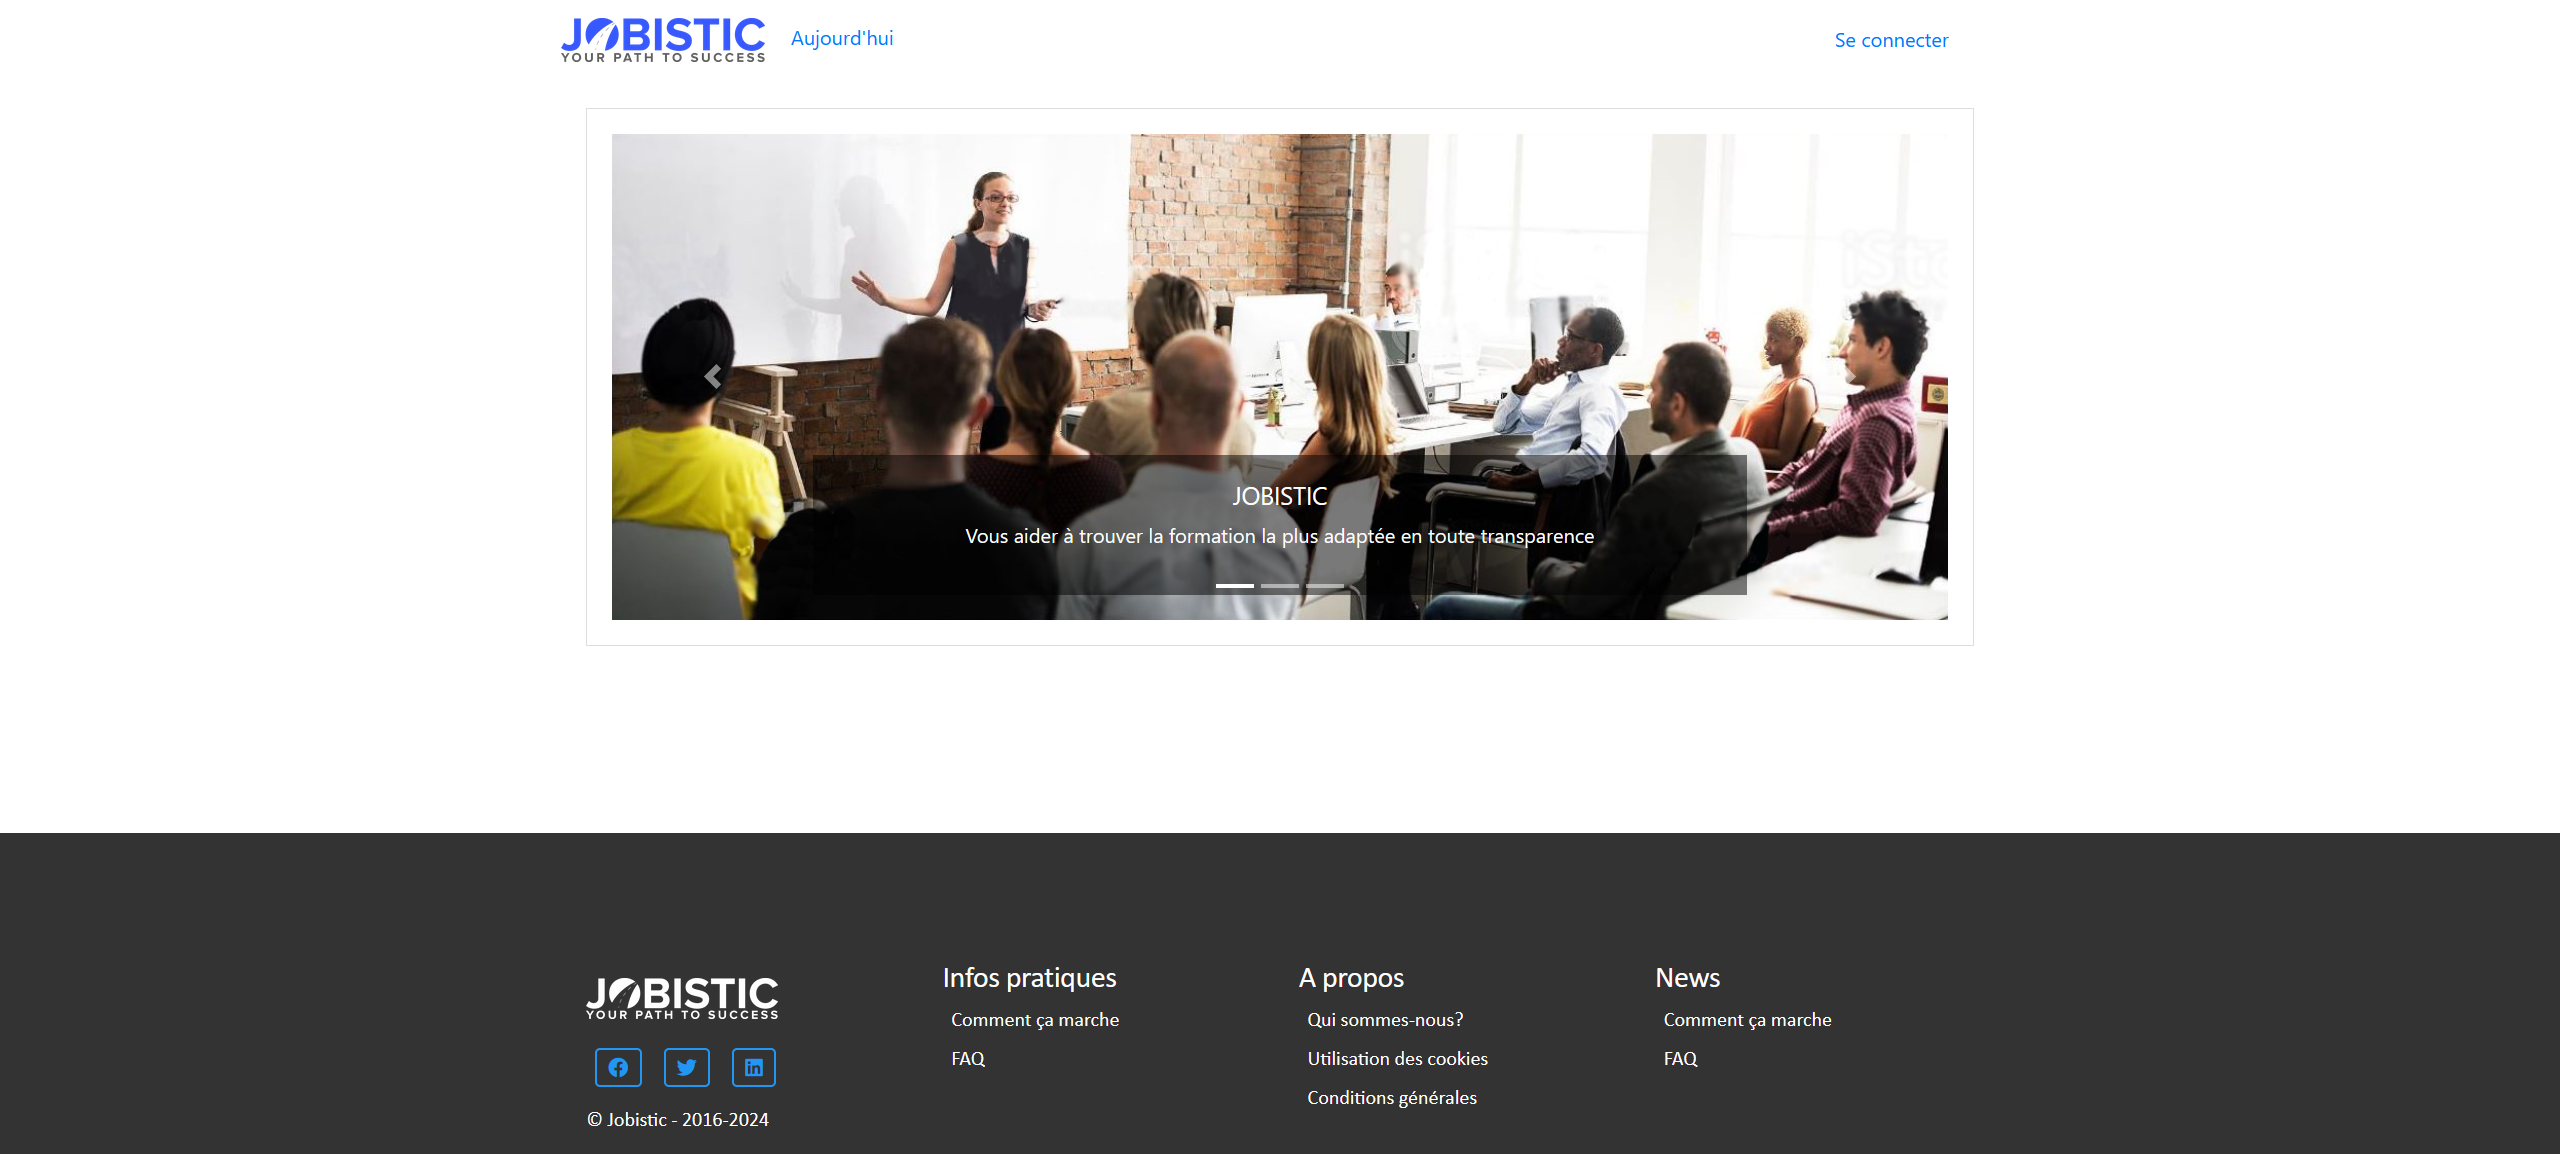 JOBISTIC
YOUR PATH TO SUCCESS
Aujourd'hui
Se connecter
JOBISTIC
Vous aider à trouver la formation la plus adaptée en toute transparence
JOBISTIC
YOUR PATH TO SUCCESS
© Jobistic - 2016-2024
Infos pratiques
Comment ça marche
FAQ
A propos
Qui sommes-nous?
Utilisation des cookies
Conditions générales
News
Comment ça marche
FAQ